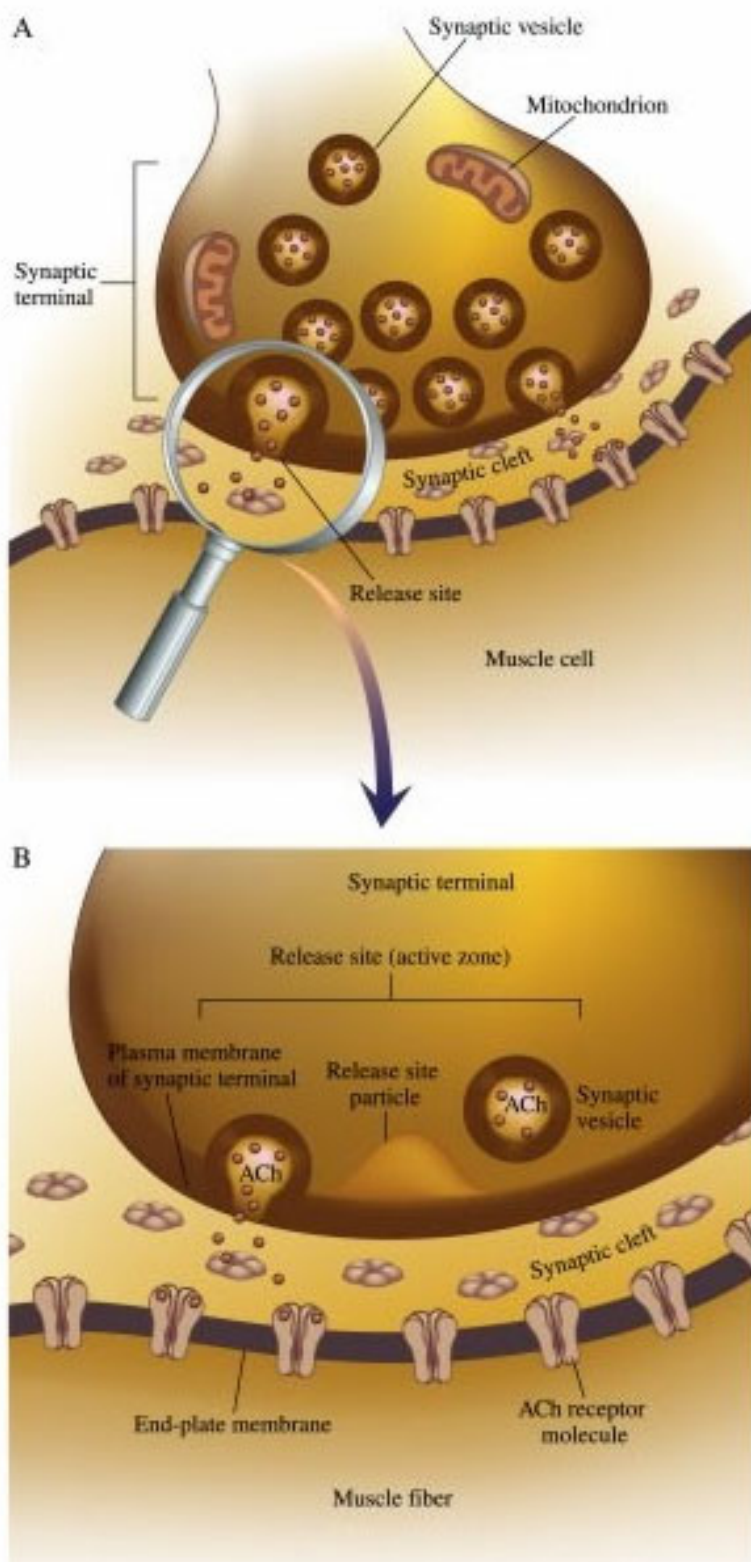 A
Synaptic vesicle
Mitochondrion
Synaptic
terminal
Synaptic cleft
Release site
Muscle cell
B
Synaptic terminal
Release site (active zone)
Plasma membrane
of synaptic terminal
Release site
particle
ACh
Synaptic
vesicle
ACh
Synaptic cleft
End-plate membrane
ACh receptor
molecule
Muscle fiber